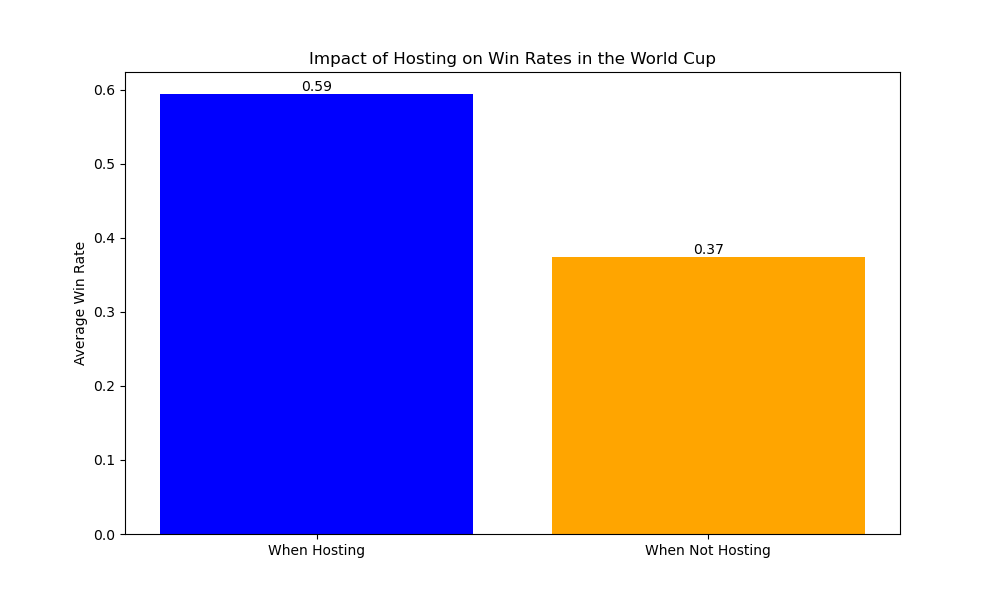 Impact of Hosting on Win Rates in the World Cup
0.59
0.37
0.6
0.5
0.4
0.3
0.2
0.1
0.0
Average Win Rate
When Hosting
When Not Hosting